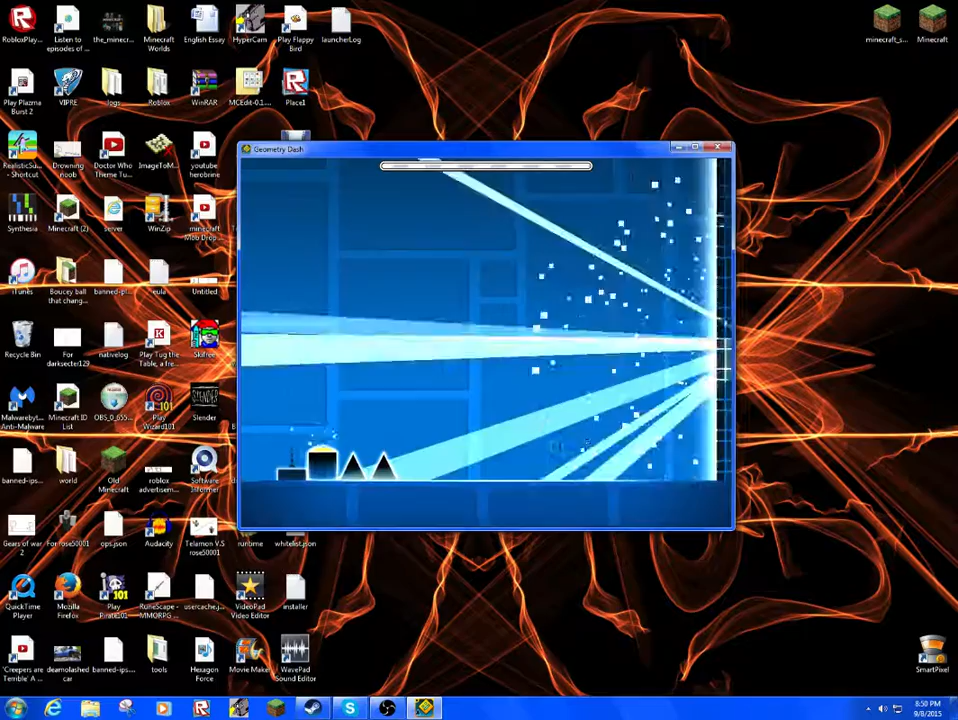 RobloxPlay...
Listen to
episodes of ...
the_minecr...
Minecraft
Worlds
English Essay
HyperCam
Play Flappy
Bird
launcherLog
minecraft_s...
Minecraft
Play Plazma
Burst 2
VIPRE
logs
Roblox
WinRAR
MCEdit-0.1....
Place1
RealisticSu...
- Shortcut
Drowning
noob
Doctor Who
Theme Tu...
ImageToM...
youtube
herobrine
Geometry Dash
Synthesia
Minecraft (2)
server
WinZip
minecraft
Mob Drop...
iTunes
Boucey ball
that chang...
banned-pl...
eula
Untitled
Recycle Bin
For
darksecter129
nativelog
Play Tug the
Table, a fre...
Skifree
Malwarebyt...
Anti-Malware
Minecraft ID
List
OBS_0_655...
Play
Wizard101
Slender
banned-ips...
world
Old
Minecraft
roblox
advertisem...
Software
Informer
Gears of war
2
For rose50001
ops.json
Audacity
Telamon V.S
rose50001
runtime
whitelist.json
QuickTime
Player
Mozilla
Firefox
Play
Pirate101
RuneScape -
MMORPG ...
usercache.j...
VideoPad
Video Editor
installer
'Creepers are
Terrible' A ...
deamolashed
car
banned-ips...
tools
Hexagon
Force
Movie Maker
WavePad
Sound Editor
SmartPixel
8:50 PM
9/8/2015